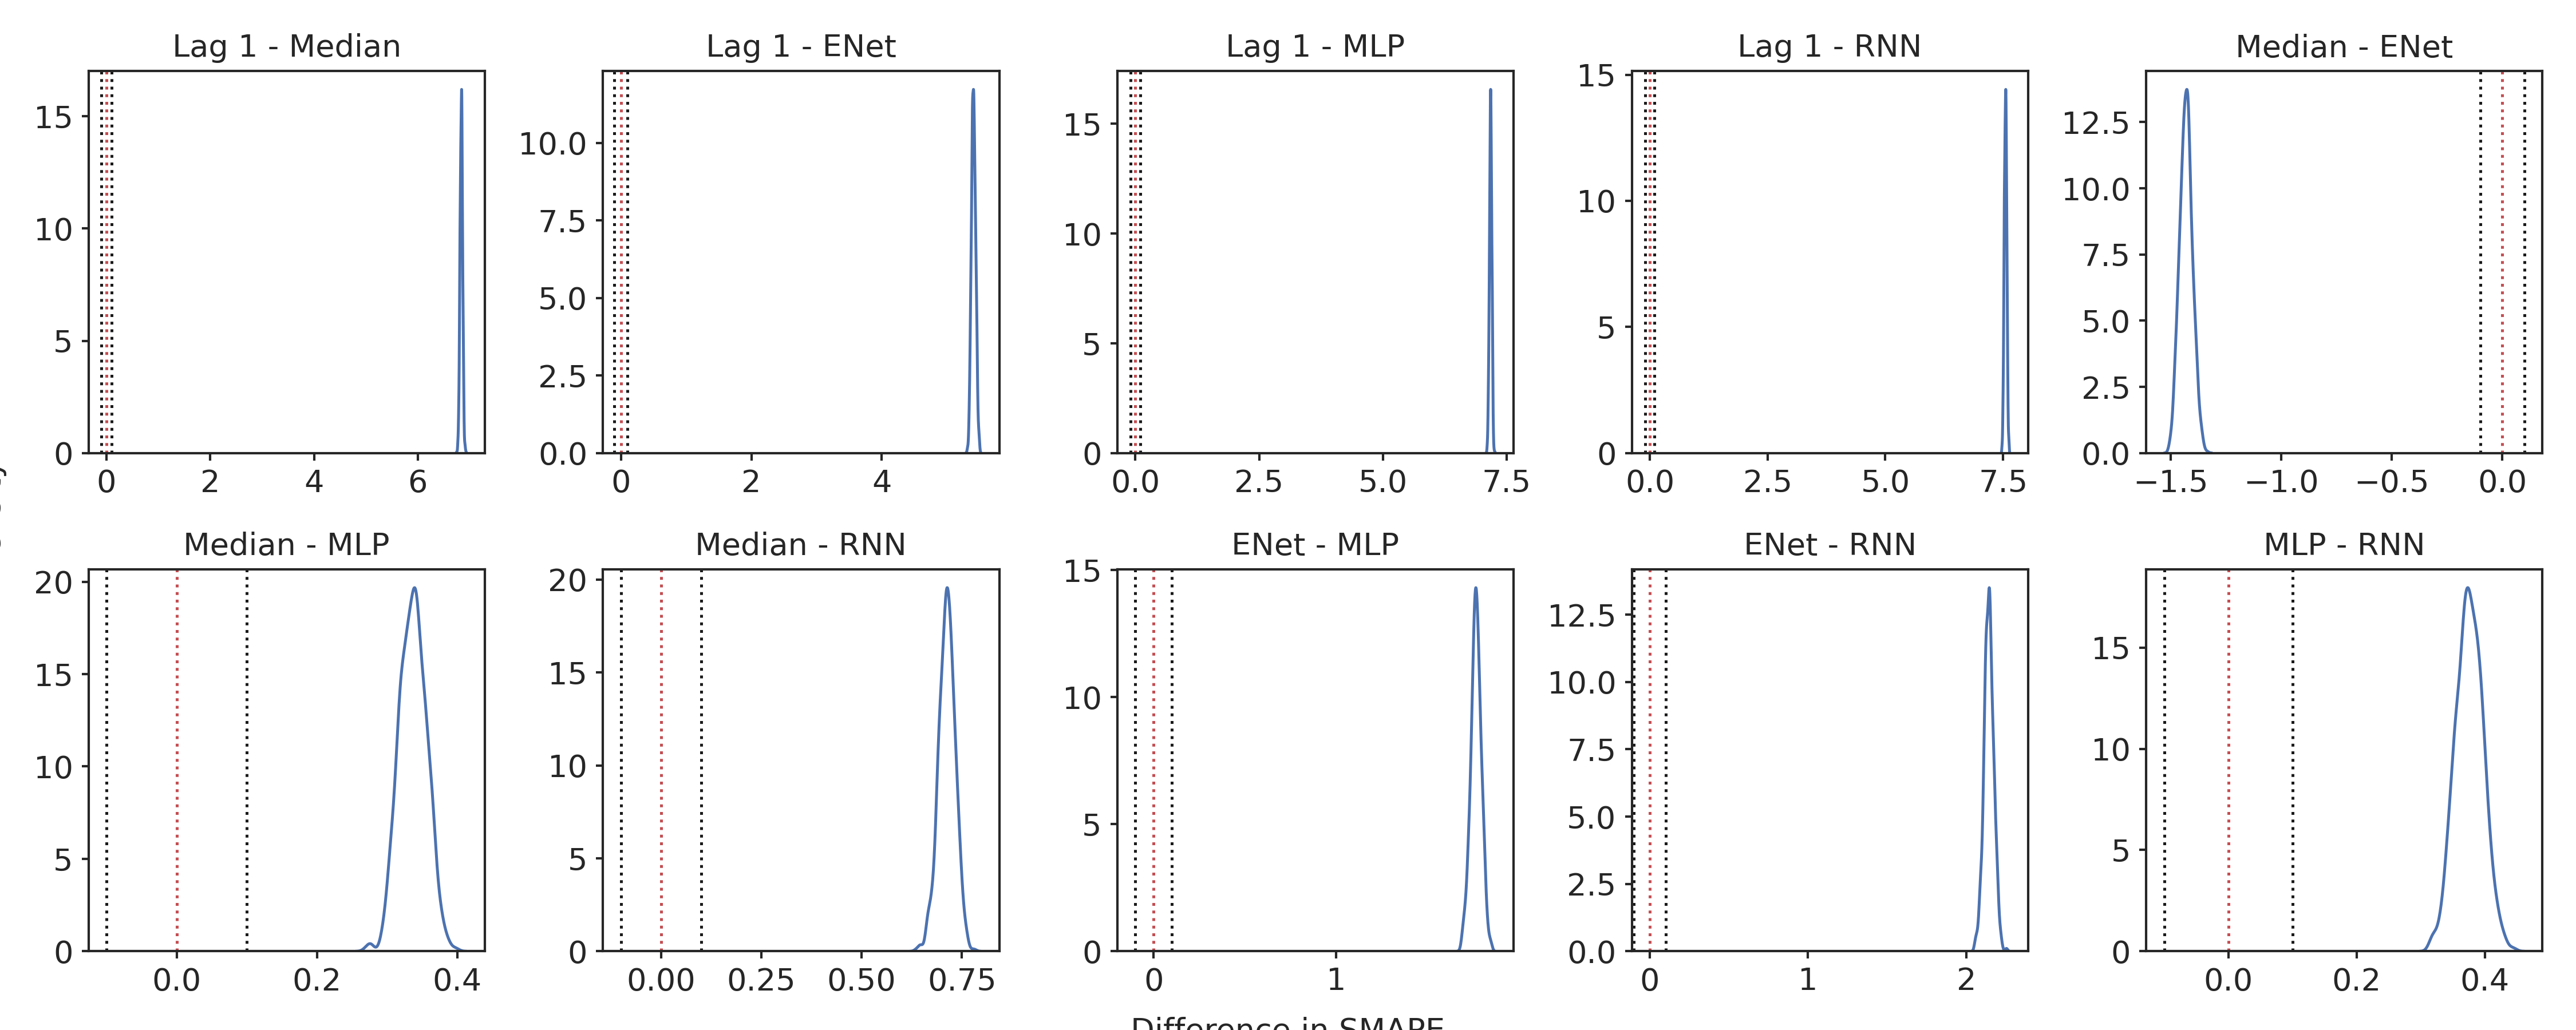 Lag 1 - Median
Lag 1 - ENet
Lag 1 - MLP
Lag 1 - RNN
Median - ENet
15
10
5
0
0 2 4 6
10.0
7.5
5.0
2.5
0.0
0 2 4
15
10
5
0
0.0 2.5 5.0 7.5
15
10
5
0
0.0 2.5 5.0 7.5
12.5
10.0
7.5
5.0
2.5
0.0
−1.5 −1.0 −0.5 0.0
Median - MLP
Median - RNN
ENet - MLP
ENet - RNN
MLP - RNN
20
15
10
5
0
0.0 0.2 0.4
20
15
10
5
0
0.00 0.25 0.50 0.75
15
10
5
0
0 1
12.5
10.0
7.5
5.0
2.5
0.0
0 1 2
15
10
5
0
0.0 0.2 0.4
Difference in SMAPE